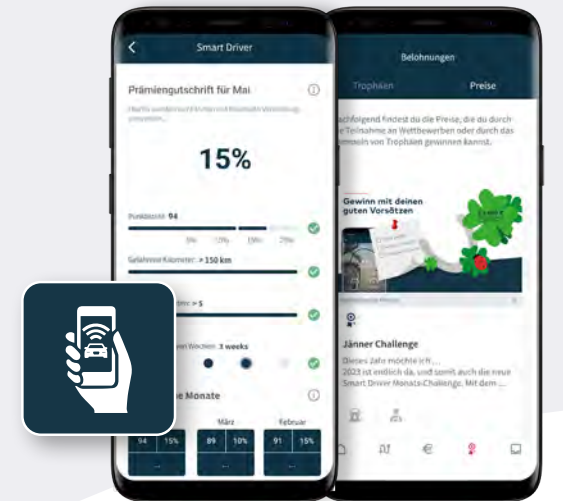 Smart Driver
Prämiengutschrift für Mai
15%
Punktezahl: 94
5% 10% 15% 25%
Gefahrene Kilometer: > 150 km
> 5
Wochen: 3 weeks
Monate
März Februar
94 15% 89 10% 91 15%
Belohnungen
Trophäen Preise
findest du die Preise, die du durch
Teilnahme an Wettbewerben oder durch das
von Trophäen gewinnen kannst.
Gewinn mit deinen
guten Vorsätzen
Jänner Challenge
Dieses Jahr möchte ich ...
2023 ist endlich da, und somit auch die neue
Smart Driver Monats-Challenge. Mit dem ...